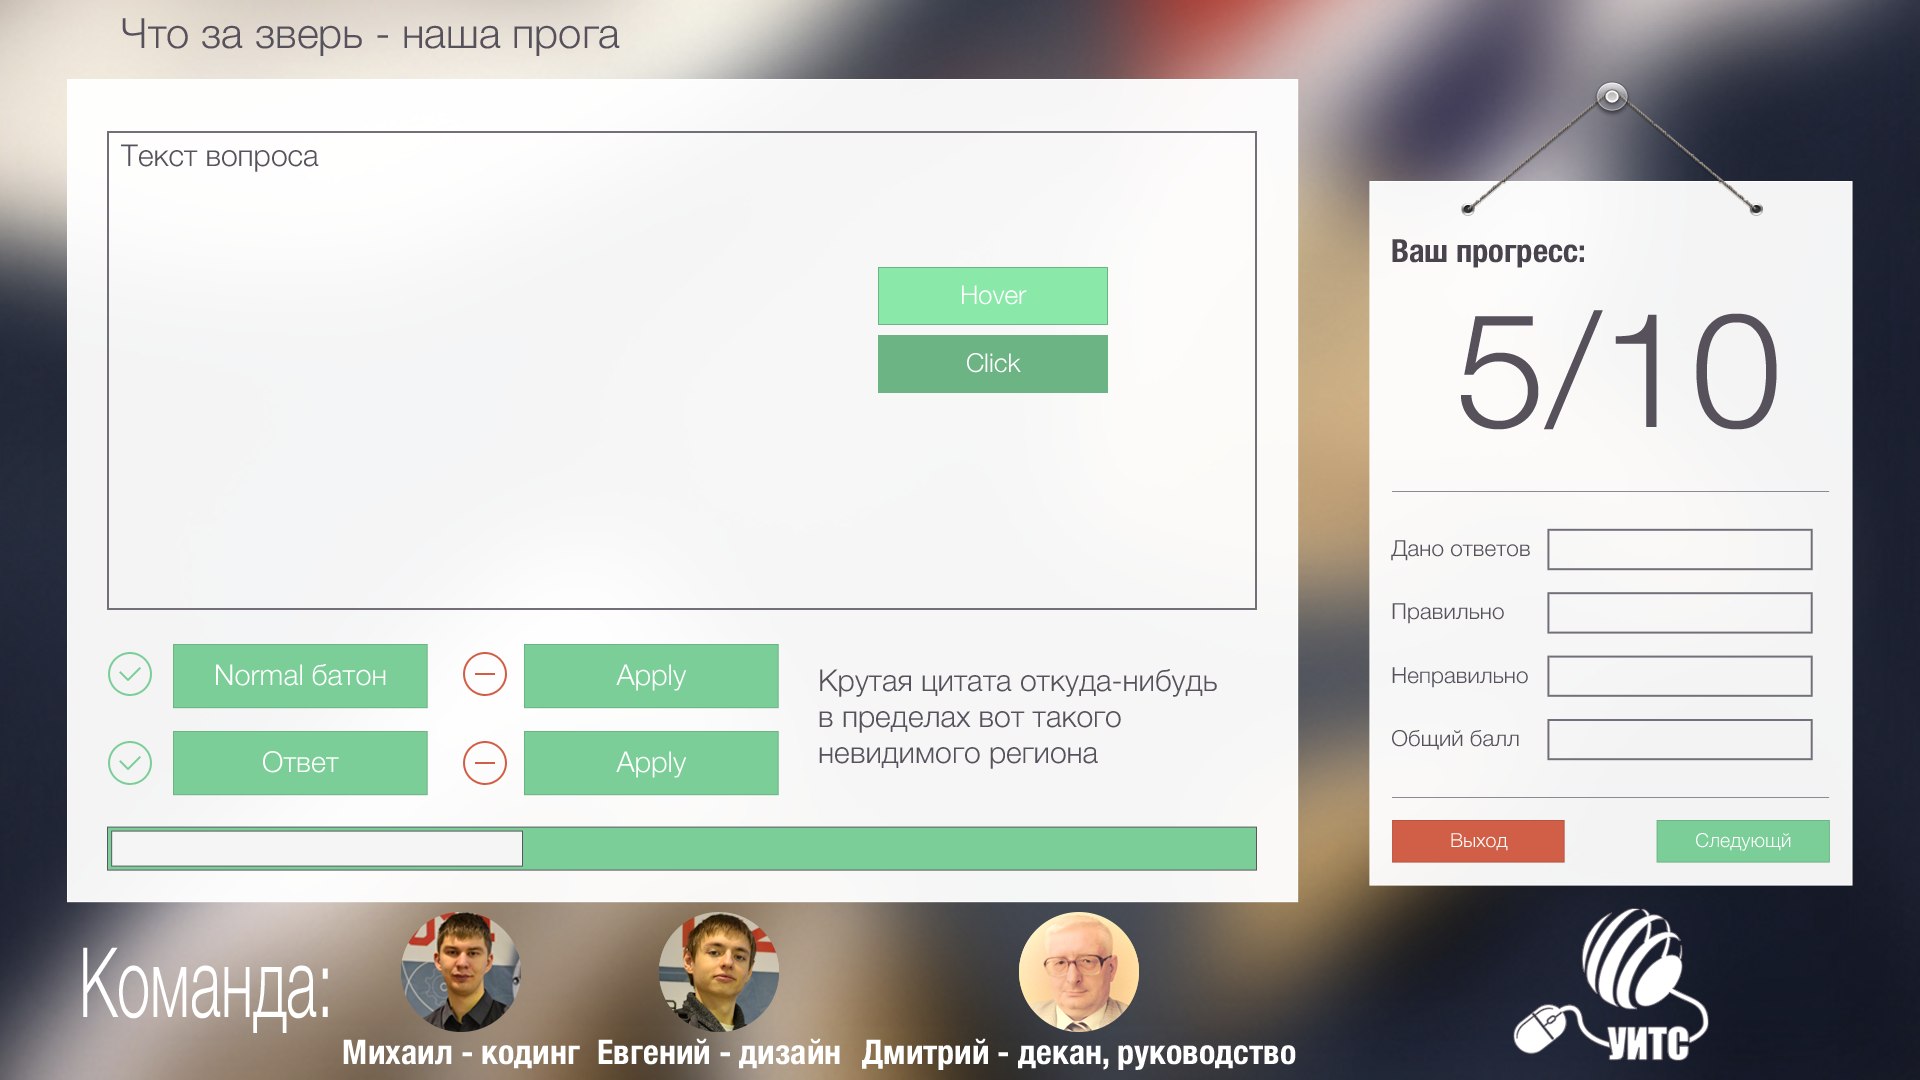 Что за зверь - наша прога
Текст вопроса
Hover
Click
Normal батон
Apply
Ответ
Apply
Крутая цитата откуда-нибудь
в пределах вот такого
невидимого региона
Ваш прогресс:
5/10
Дано ответов
Правильно
Неправильно
Общий балл
Выход
Следующй
Команда:
Михаил - кодинг
Евгений - дизайн
Дмитрий - декан, руководство
УИТС